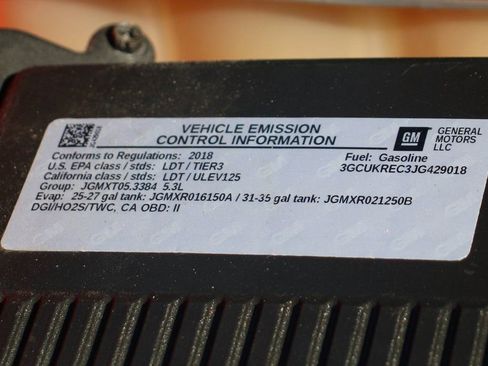 VEHICLE EMISSION
CONTROL INFORMATION
GM GENERAL
MOTORS
LLC
Conforms to Regulations: 2018 Fuel: Gasoline
U.S. EPA class / stds: LDT / TIER3 3GCUKREC3JG429018
California class / stds: LDT / ULEV125
Group: JGMXT05.3384 5.3L
Evap: 25-27 gal tank: JGMXR016150A / 31-35 gal tank: JGMXR021250B
DGI/HO2S/TWC, CA OBD: II